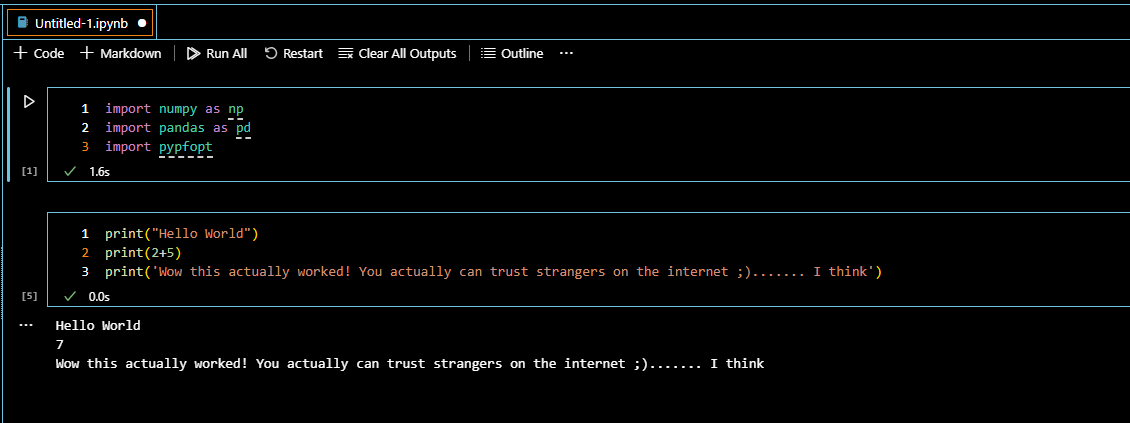 Untitled-1.ipynb
+ Code + Markdown Run All Restart Clear All Outputs Outline ...
1 import numpy as np
2 import pandas as pd
3 import pypfopt
[1] 1.6s
1 print("Hello World")
2 print(2+5)
3 print('Wow this actually worked! You actually can trust strangers on the internet ;)....... I think')
[5] 0.0s
... Hello World
7
Wow this actually worked! You actually can trust strangers on the internet ;)....... I think